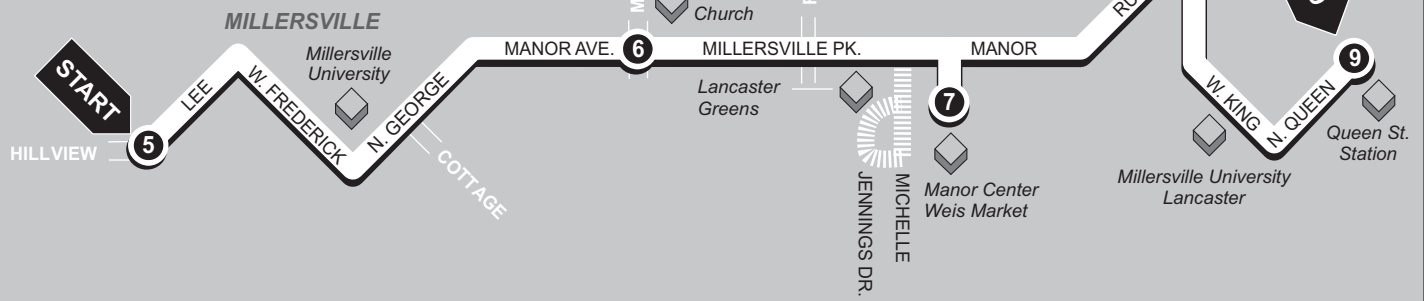 MILLERSVILLE
Church
START
Millersville
University
LEE
W. FREDERICK
N. GEORGE
MANOR AVE.
6
MILLERSVILLE PK.
MANOR
RU
M
5
HILLVIEW
COTTAGE
Lancaster
Greens
JENNINGS DR.
MICHELLE
7
Manor Center
Weis Market
W. KING
N. QUEEN
9
Queen St.
Station
Millersville University
Lancaster